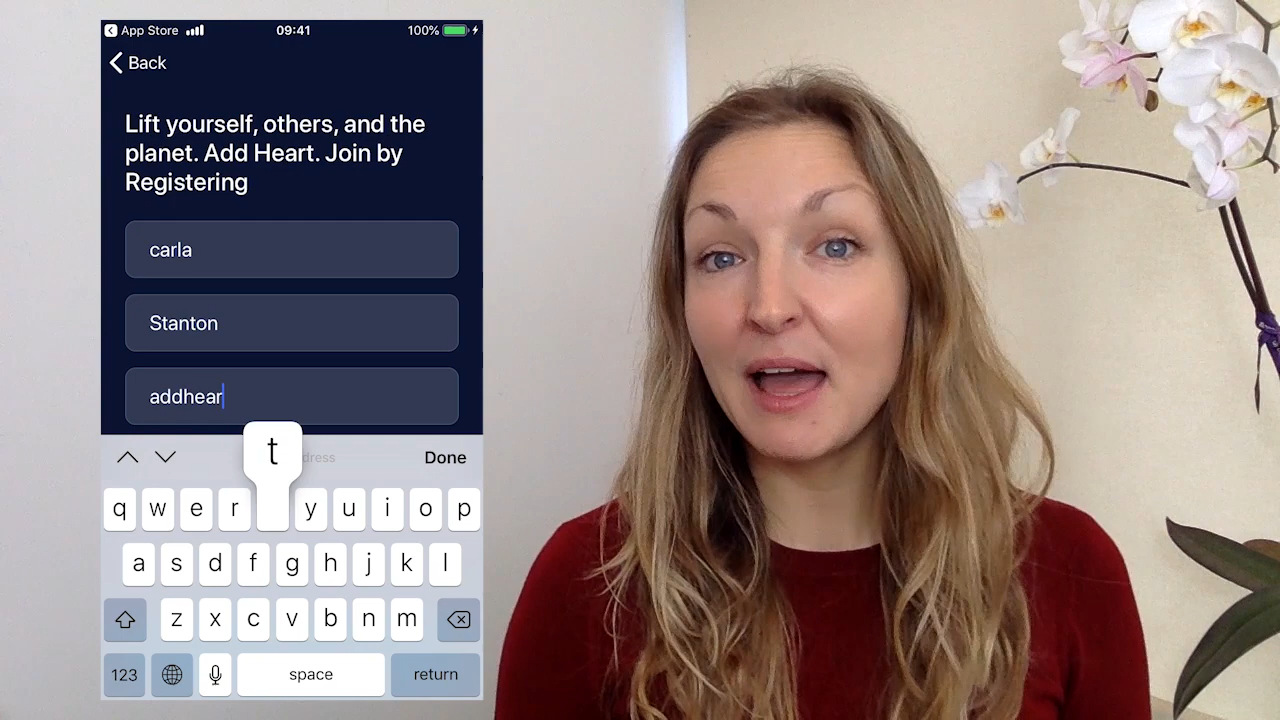 App Store 09:41 100%
Back
Lift yourself, others, and the
planet. Add Heart. Join by
Registering
carla
Stanton
addhear
t
dress Done
q w e r y u i o p
a s d f g h j k l
z x c v b n m
123 space return